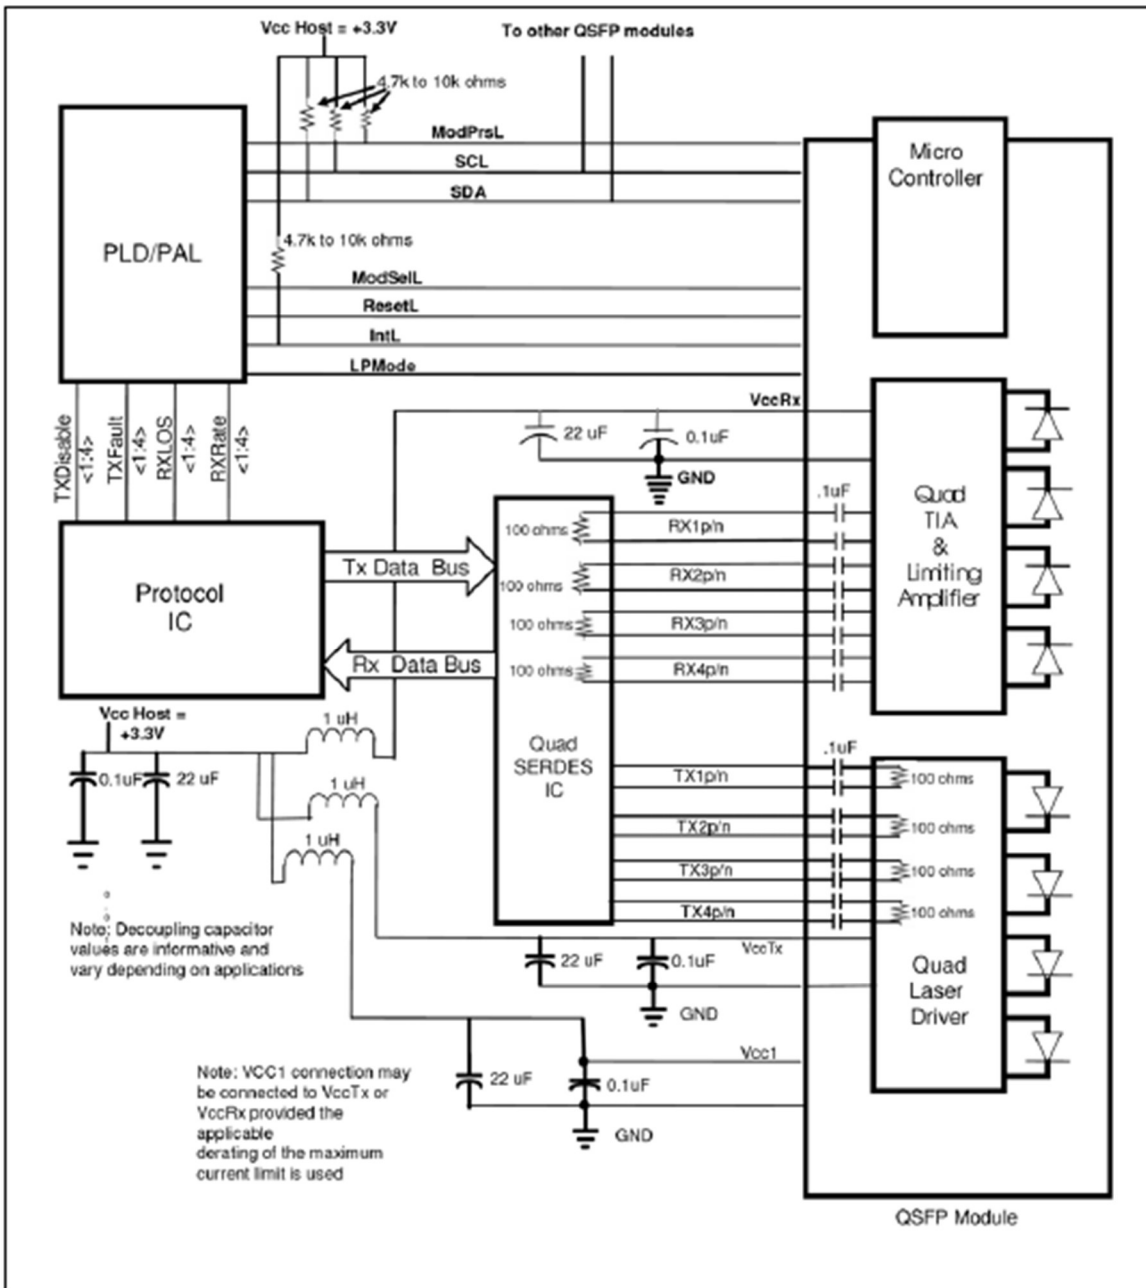 Vcc Host = +3.3V
To other QSFP modules
4.7k to 10k ohms
ModPrsL
SCL
SDA
Micro
Controller
PLD/PAL
4.7k to 10k ohms
ModSelL
ResetL
IntL
LPMode
TXDisable
<1:4>
TXFault
<1:4>
RXLOS
<1:4>
RXRate
<1:4>
VccRx
22 uF
0.1uF
GND
Quad
TIA
&
Limiting
Amplifier
.1uF
100 ohms
RX1p/n
100 ohms
RX2p/n
100 ohms
RX3p/n
100 ohms
RX4p/n
Tx Data Bus
Protocol
IC
Rx Data Bus
Vcc Host =
+3.3V
1 uH
0.1uF
22 uF
1 uH
1 uH
Quad
SERDES
IC
.1uF
TX1p/n
100 ohms
TX2p/n
100 ohms
TX3p/n
100 ohms
TX4p/n
100 ohms
Note: Decoupling capacitor
values are informative and
vary depending on applications
VccTx
22 uF
0.1uF
GND
Quad
Laser
Driver
Vcc1
22 uF
0.1uF
GND
Note: VCC1 connection may
be connected to VccTx or
VccRx provided the
applicable
derating of the maximum
current limit is used
QSFP Module